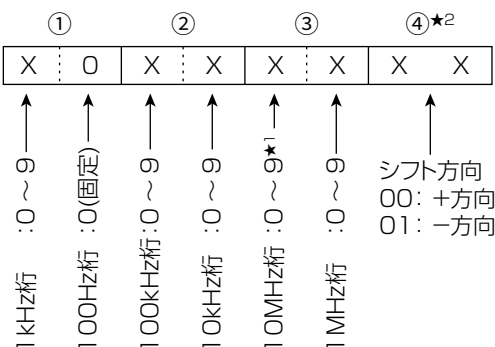 ① ② ③ ④★2
X 0 X X X X X X
1kHz桁 :0～9
100Hz桁 :0(固定)
100kHz桁 :0～9
10kHz桁 :0～9
10MHz桁 :0～9★1
1MHz桁 :0～9
シフト方向
00: +方向
01: −方向